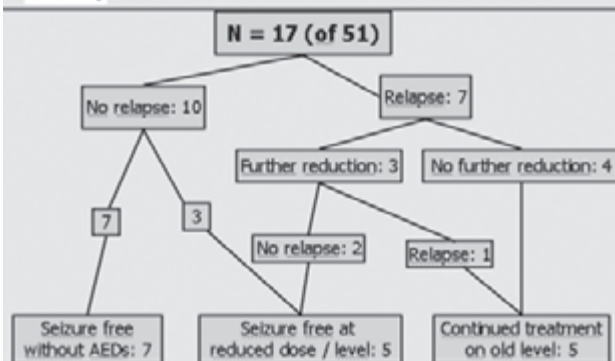 N = 17 (of 51)
No relapse: 10
Relapse: 7
Further reduction: 3
No further reduction: 4
7
3
No relapse: 2
Relapse: 1
Seizure free
without AEDs: 7
Seizure free at
reduced dose / level: 5
Continued treatment
on old level: 5